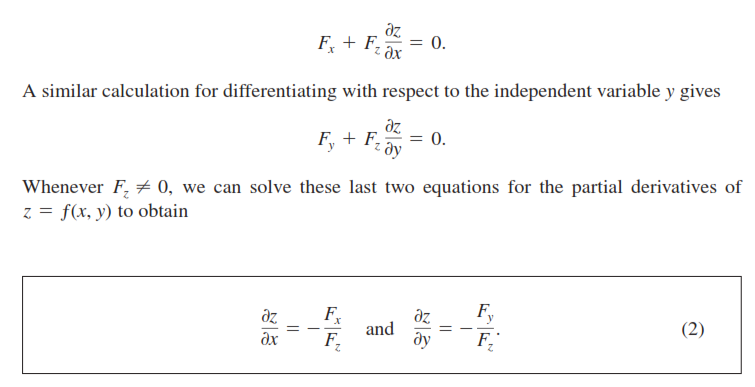 Fₓ + F_z ∂z/∂x = 0.
A similar calculation for differentiating with respect to the independent variable y gives
F_y + F_z ∂z/∂y = 0.
Whenever F_z ≠ 0, we can solve these last two equations for the partial derivatives of
z = f(x, y) to obtain
∂z/∂x = −Fₓ/F_z and ∂z/∂y = −F_y/F_z. (2)